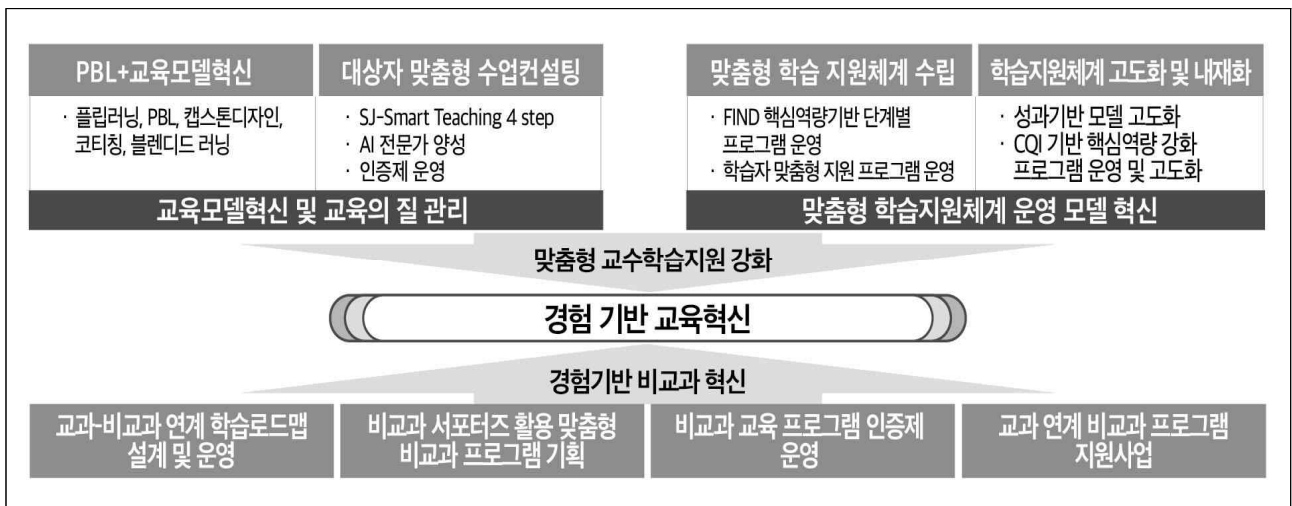 PBL+교육모델혁신
· 플립러닝, PBL, 캡스톤디자인,
코티칭, 블렌디드 러닝
대상자 맞춤형 수업컨설팅
· SJ-Smart Teaching 4 step
· AI 전문가 양성
· 인증제 운영
교육모델혁신 및 교육의 질 관리
맞춤형 학습 지원체계 수립
· FIND 핵심역량기반 단계별
프로그램 운영
· 학습자 맞춤형 지원 프로그램 운영
학습지원체계 고도화 및 내재화
· 성과기반 모델 고도화
· CQI 기반 핵심역량 강화
프로그램 운영 및 고도화
맞춤형 학습지원체계 운영 모델 혁신
맞춤형 교수학습지원 강화
경험 기반 교육혁신
경험기반 비교과 혁신
교과-비교과 연계 학습로드맵
설계 및 운영
비교과 서포터즈 활용 맞춤형
비교과 프로그램 기획
비교과 교육 프로그램 인증제
운영
교과 연계 비교과 프로그램
지원사업